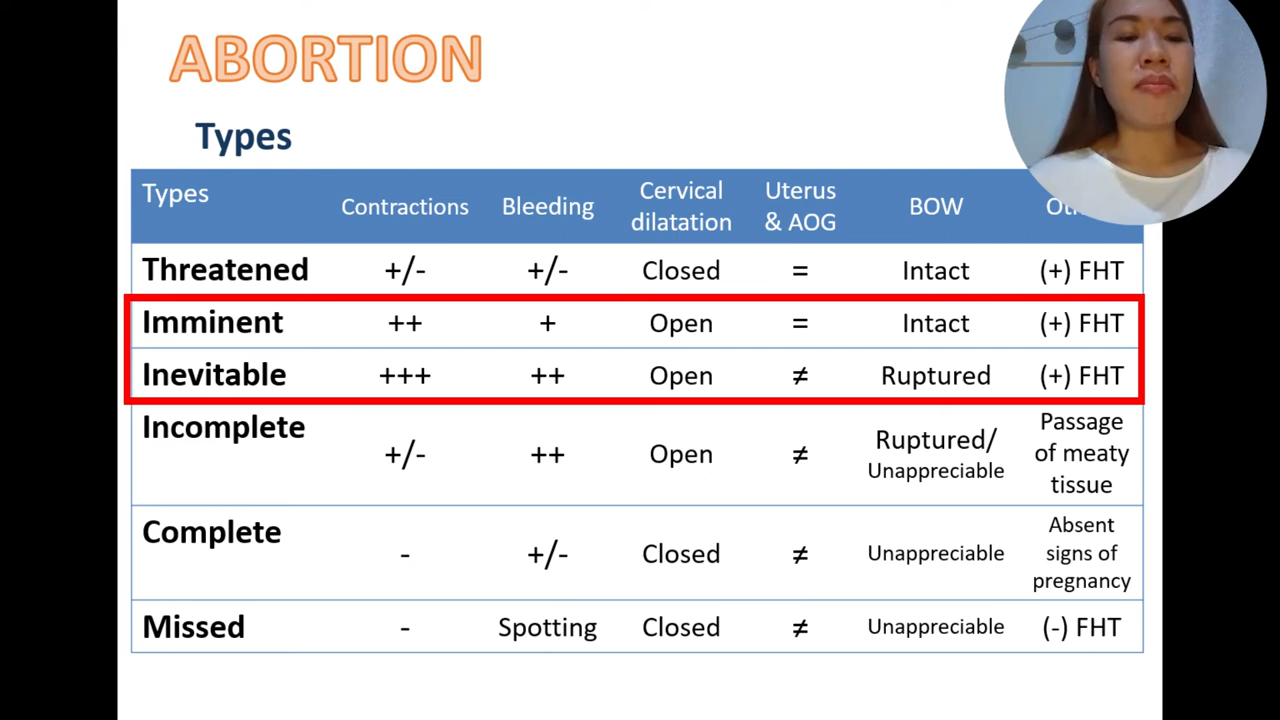 ABORTION
Types
Types Contractions Bleeding Cervical dilatation Uterus & AOG BOW
Threatened +/- +/- Closed = Intact (+) FHT
Imminent ++ + Open = Intact (+) FHT
Inevitable +++ ++ Open ≠ Ruptured (+) FHT
Incomplete +/- ++ Open ≠ Ruptured/ Unappreciable Passage of meaty tissue
Complete - +/- Closed ≠ Unappreciable Absent signs of pregnancy
Missed - Spotting Closed ≠ Unappreciable (-) FHT